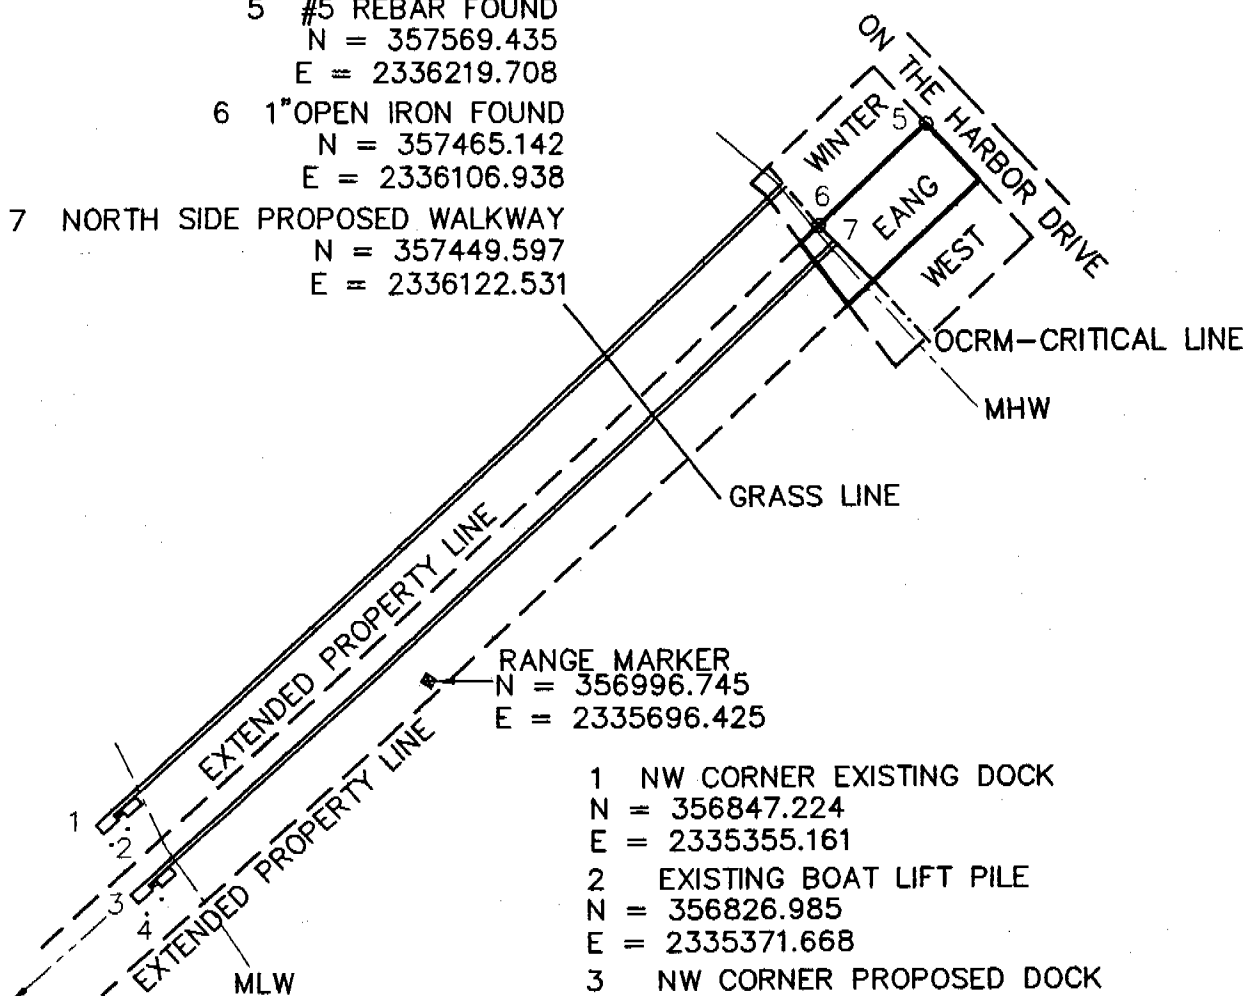 5 #5 REBAR FOUND
N = 357569.435
E = 2336219.708
6 1"OPEN IRON FOUND
N = 357465.142
E = 2336106.938
7 NORTH SIDE PROPOSED WALKWAY
N = 357449.597
E = 2336122.531
ON THE HARBOR DRIVE
WINTER
5
EANG
6
7
WEST
OCRM-CRITICAL LINE
MHW
GRASS LINE
EXTENDED PROPERTY LINE
RANGE MARKER
N = 356996.745
E = 2335696.425
EXTENDED PROPERTY LINE
1
2
3
4
MLW
1 NW CORNER EXISTING DOCK
N = 356847.224
E = 2335355.161
2 EXISTING BOAT LIFT PILE
N = 356826.985
E = 2335371.668
3 NW CORNER PROPOSED DOCK